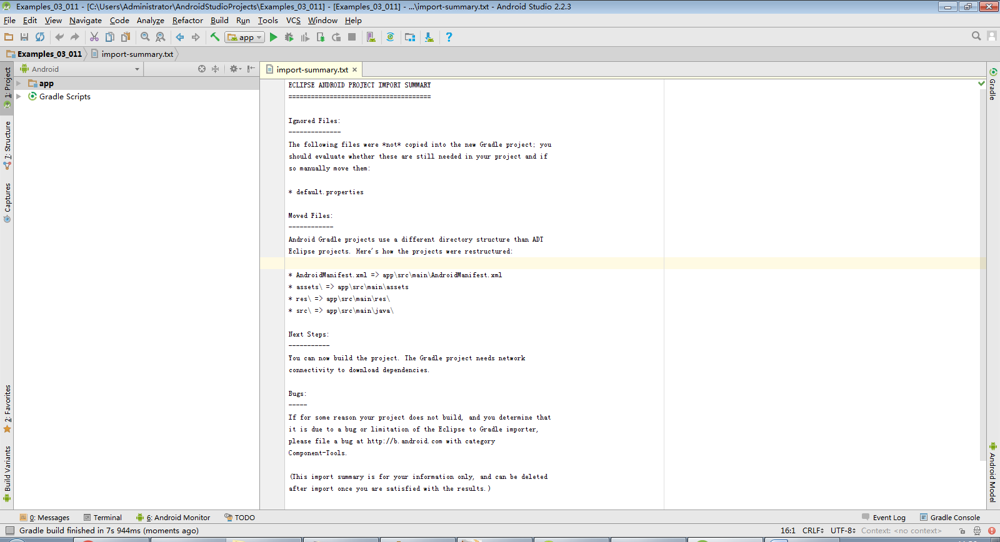 Examples_03_011 - [C:\Users\Administrator\AndroidStudioProjects\Examples_03_011] - [Examples_03_011] - ...\import-summary.txt - Android Studio 2.2.3
File Edit View Navigate Code Analyze Refactor Build Run Tools VCS Window Help
app
Examples_03_011 import-summary.txt
Android
import-summary.txt
1: Project
7: Structure
Captures
2: Favorites
Build Variants
app
Gradle Scripts
ECLIPSE ANDROID PROJECT IMPORT SUMMARY
======================================
Ignored Files:
--------------
The following files were *not* copied into the new Gradle project; you
should evaluate whether these are still needed in your project and if
so manually move them:
* default.properties
Moved Files:
------------
Android Gradle projects use a different directory structure than ADT
Eclipse projects. Here's how the projects were restructured:
* AndroidManifest.xml => app\src\main\AndroidManifest.xml
* assets\ => app\src\main\assets
* res\ => app\src\main\res\
* src\ => app\src\main\java\
Next Steps:
-----------
You can now build the project. The Gradle project needs network
connectivity to download dependencies.
Bugs:
-----
If for some reason your project does not build, and you determine that
it is due to a bug or limitation of the Eclipse to Gradle importer,
please file a bug at http://b.android.com with category
Component-Tools.
(This import summary is for your information only, and can be deleted
after import once you are satisfied with the results.)
Gradle
Android Model
0: Messages Terminal 6: Android Monitor TODO Event Log Gradle Console
Gradle build finished in 7s 944ms (moments ago) 16:1 CRLF UTF-8 Context: <no context>